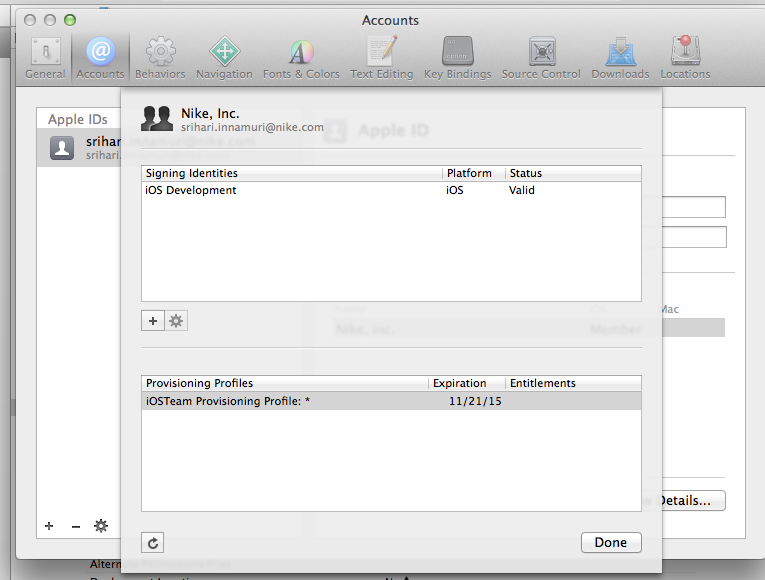 Accounts
General Accounts Behaviors Navigation Fonts & Colors Text Editing Key Bindings Source Control Downloads Locations
Apple IDs
srihar
srihari.
Nike, Inc.
srihari.innamuri@nike.com
Apple ID
Signing Identities Platform Status
iOS Development iOS Valid
Mac
Nike, Inc. Member
Provisioning Profiles Expiration Entitlements
iOSTeam Provisioning Profile: * 11/21/15
Details...
Done